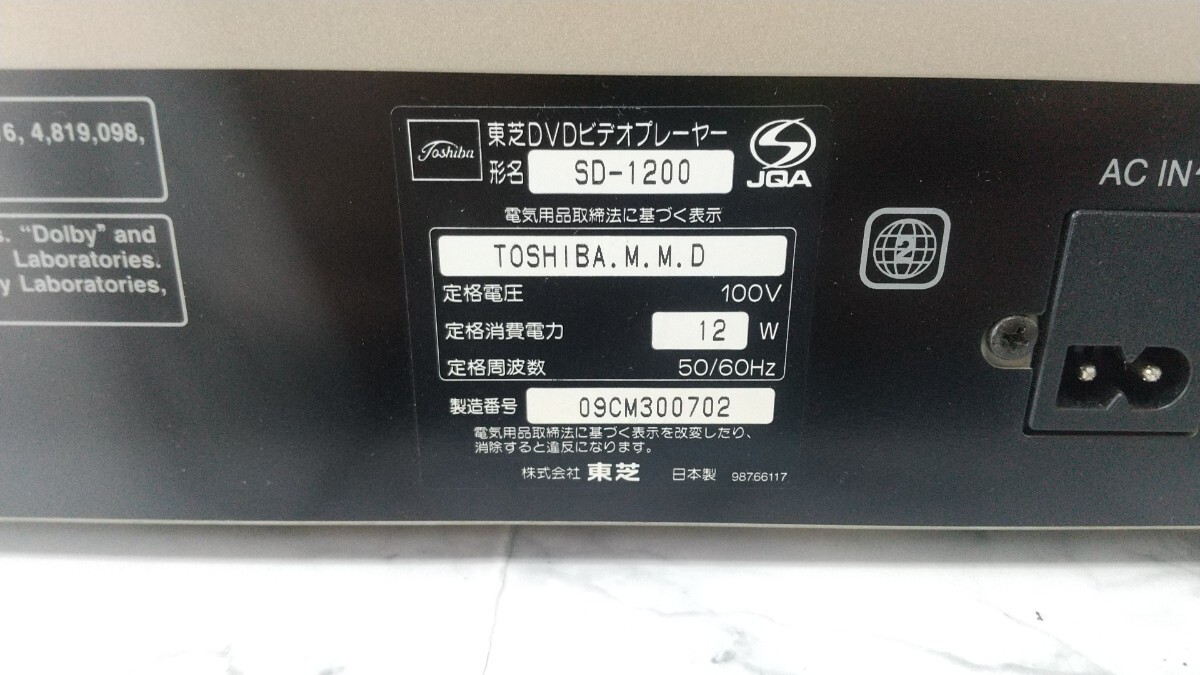 16, 4,819,098,
s. “Dolby” and
Laboratories.
y Laboratories,
Toshiba
東芝DVDビデオプレーヤー
形名 SD-1200
JQA
電気用品取締法に基づく表示
TOSHIBA.M.M.D
定格電圧 100V
定格消費電力 12 W
定格周波数 50/60Hz
製造番号 09CM300702
電気用品取締法に基づく表示を改変したり、
消除すると違反になります。
株式会社 東芝 日本製 98766117
2
AC IN